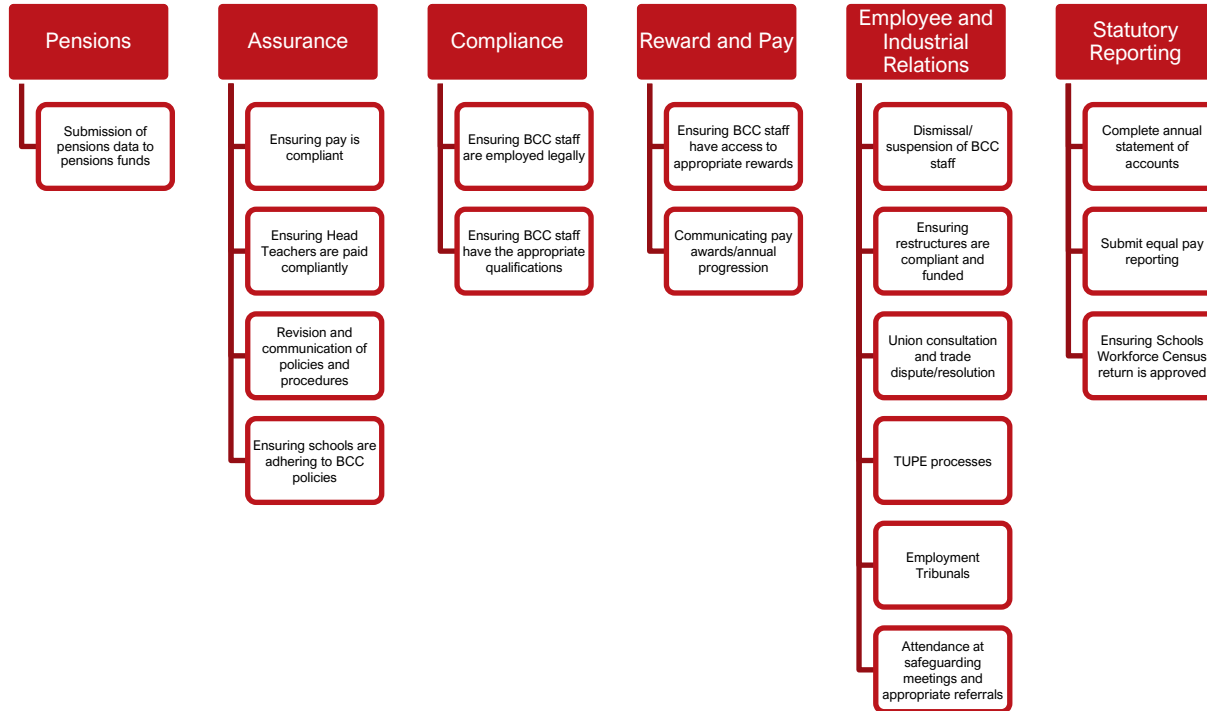 Pensions
Submission of
pensions data to
pensions funds
Assurance
Ensuring pay is
compliant
Ensuring Head
Teachers are paid
compliantly
Revision and
communication of
policies and
procedures
Ensuring schools are
adhering to BCC
policies
Compliance
Ensuring BCC staff
are employed legally
Ensuring BCC staff
have the appropriate
qualifications
Reward and Pay
Ensuring BCC staff
have access to
appropriate rewards
Communicating pay
awards/annual
progression
Employee and
Industrial
Relations
Dismissal/
suspension of BCC
staff
Ensuring
restructures are
compliant and
funded
Union consultation
and trade
dispute/resolution
TUPE processes
Employment
Tribunals
Attendance at
safeguarding
meetings and
appropriate referrals
Statutory
Reporting
Complete annual
statement of
accounts
Submit equal pay
reporting
Ensuring Schools
Workforce Census
return is approved